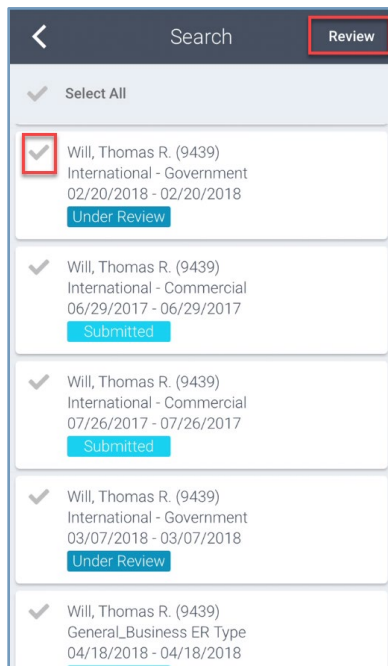 Search
Review
Select All
Will, Thomas R. (9439)
International - Government
02/20/2018 - 02/20/2018
Under Review
Will, Thomas R. (9439)
International - Commercial
06/29/2017 - 06/29/2017
Submitted
Will, Thomas R. (9439)
International - Commercial
07/26/2017 - 07/26/2017
Submitted
Will, Thomas R. (9439)
International - Government
03/07/2018 - 03/07/2018
Under Review
Will, Thomas R. (9439)
General_Business ER Type
04/18/2018 - 04/18/2018